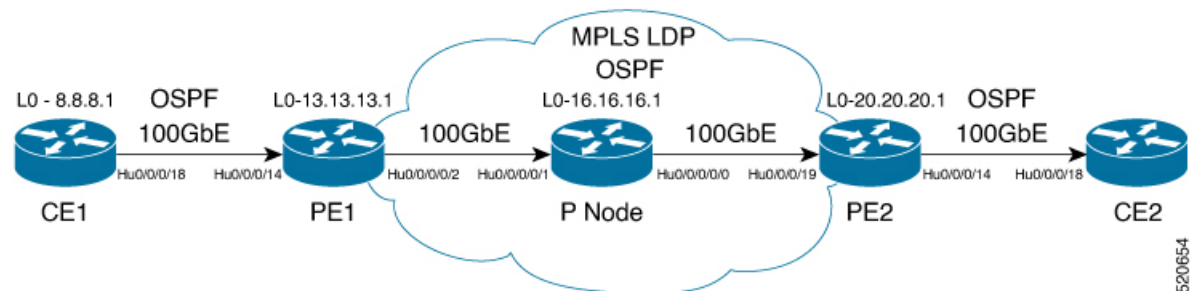 MPLS LDP
OSPF
L0 - 8.8.8.1
OSPF
L0-13.13.13.1
L0-16.16.16.1
L0-20.20.20.1
OSPF
100GbE
100GbE
100GbE
100GbE
Hu0/0/0/18
Hu0/0/0/14
Hu0/0/0/0/2
Hu0/0/0/0/1
Hu0/0/0/0/0
Hu0/0/0/19
Hu0/0/0/14
Hu0/0/0/18
CE1
PE1
P Node
PE2
CE2
520654